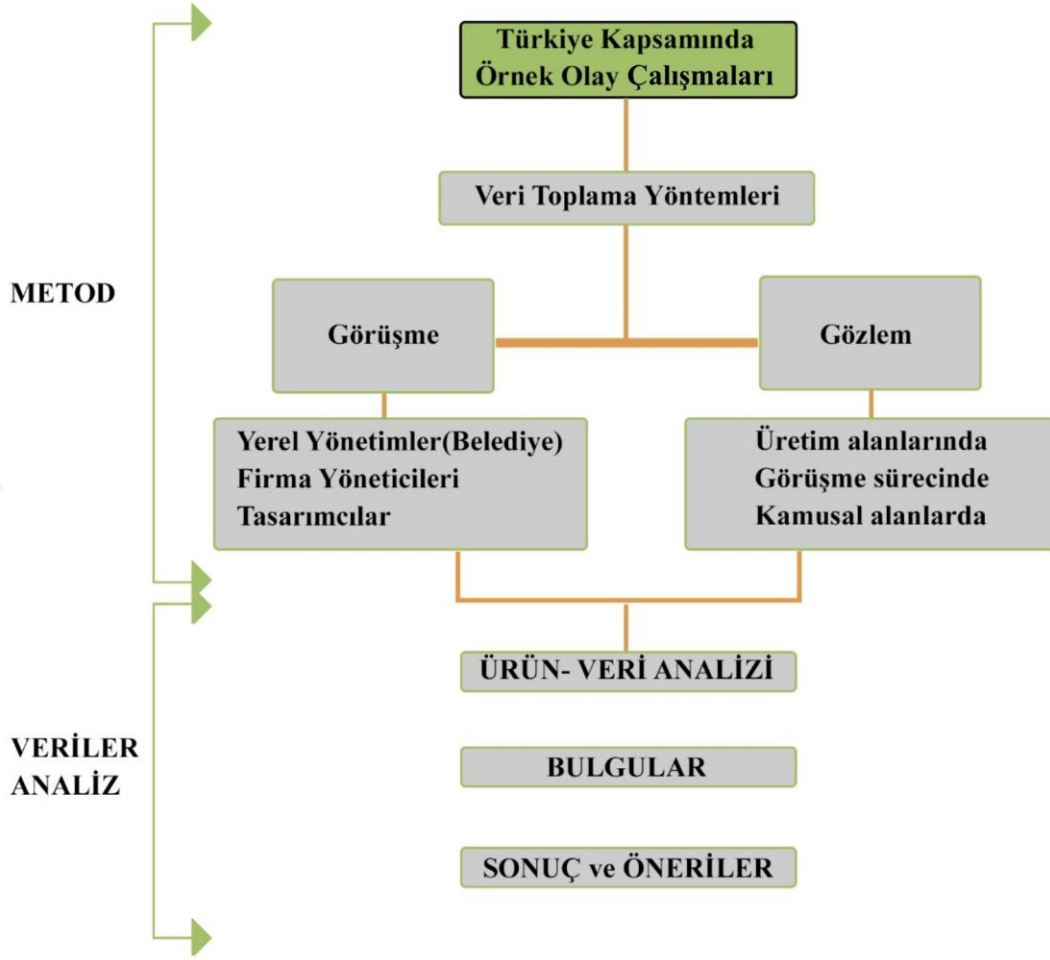 Türkiye Kapsamında
Örnek Olay Çalışmaları
Veri Toplama Yöntemleri
METOD
Görüşme
Gözlem
Yerel Yönetimler(Belediye)
Firma Yöneticileri
Tasarımcılar
Üretim alanlarında
Görüşme sürecinde
Kamusal alanlarda
ÜRÜN- VERİ ANALİZİ
VERİLER
ANALİZ
BULGULAR
SONUÇ ve ÖNERİLER